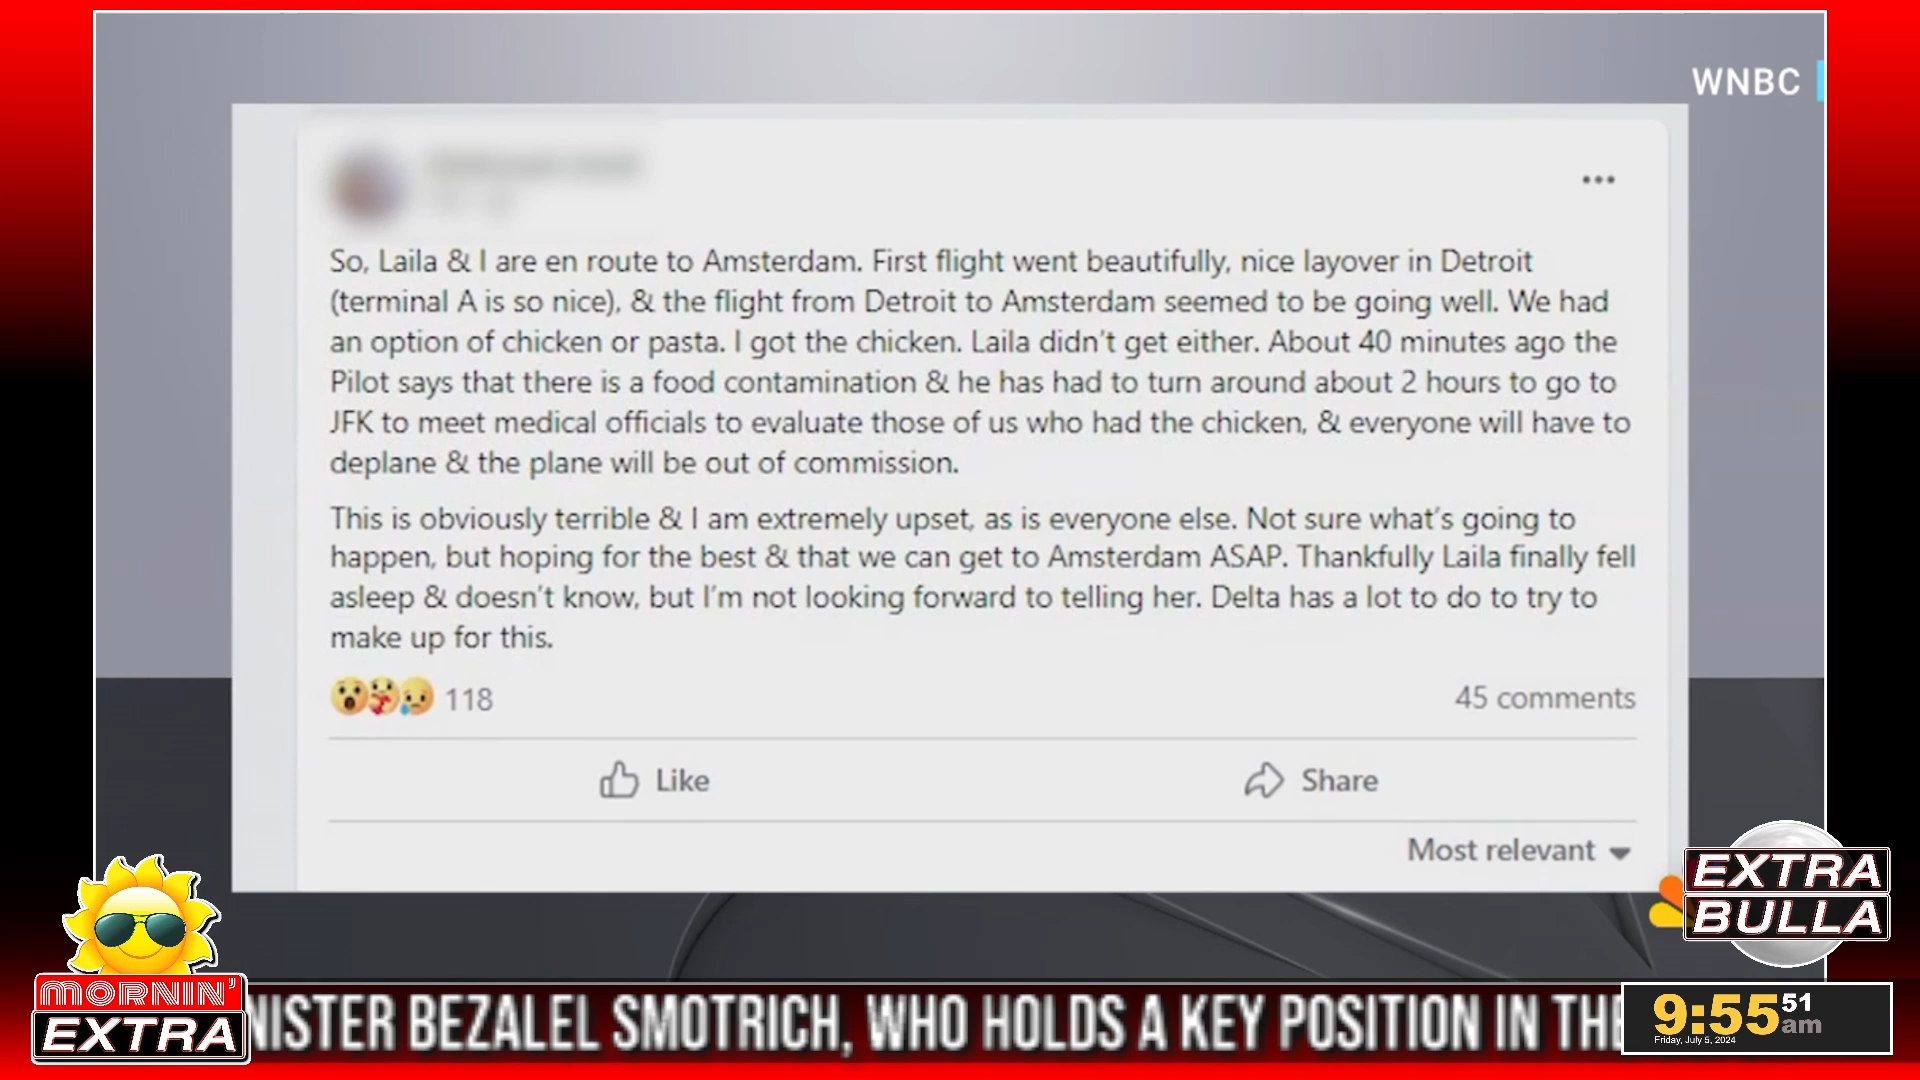 WNBC
So, Laila & I are en route to Amsterdam. First flight went beautifully, nice layover in Detroit
(terminal A is so nice), & the flight from Detroit to Amsterdam seemed to be going well. We had
an option of chicken or pasta. I got the chicken. Laila didn't get either. About 40 minutes ago the
Pilot says that there is a food contamination & he has had to turn around about 2 hours to go to
JFK to meet medical officials to evaluate those of us who had the chicken, & everyone will have to
deplane & the plane will be out of commission.
This is obviously terrible & I am extremely upset, as is everyone else. Not sure what's going to
happen, but hoping for the best & that we can get to Amsterdam ASAP. Thankfully Laila finally fell
asleep & doesn't know, but I'm not looking forward to telling her. Delta has a lot to do to try to
make up for this.
118
45 comments
Like
Share
Most relevant
EXTRA
BULLA
MORNIN'
EXTRA
NISTER BEZALEL SMOTRICH, WHO HOLDS A KEY POSITION IN THE
9:55 51
am
Friday, July 5, 2024